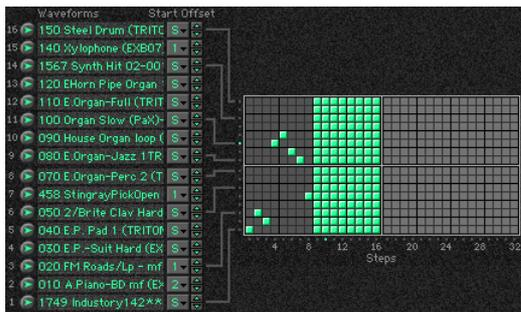 Waveforms Start Offset
16 150 Steel Drum (TRITO S
15 140 Xylophone (EXB07) 1
14 1567 Synth Hit 02-00 S
13 120 EHorn Pipe Organ S
12 110 E.Organ-Full (TRIT S
11 100 Organ Slow (PaX)- S
10 090 House Organ loop ( S
9 080 E.Organ-Jazz 1TR S
8 070 E.Organ-Perc 2 (T S
7 458 StingrayPickOpen 1
6 050 2/Brite Clav Hard S
5 040 E.P. Pad 1 (TRITON S
4 030 E.P.-Suit Hard (EX S
3 020 FM Roads/Lp - mf 1
2 010 A.Piano-BD mf (EX 2
1 1749 Industory142** S
4 8 12 16 20 24 28 32
Steps